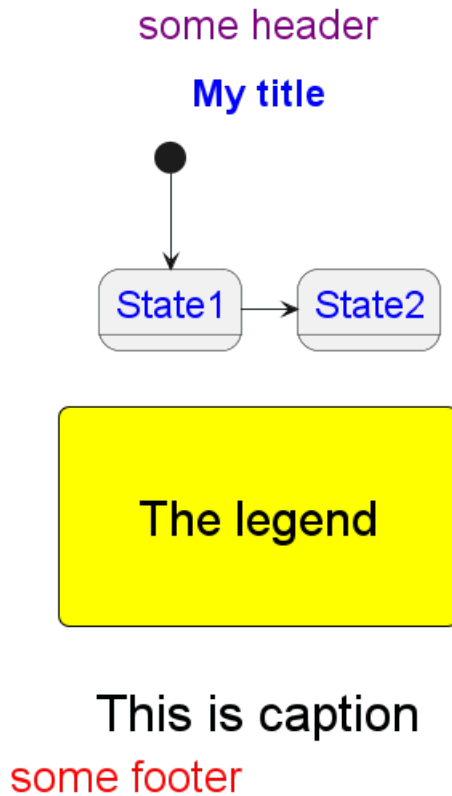 some header
My title
State1
State2
The legend
This is caption
some footer